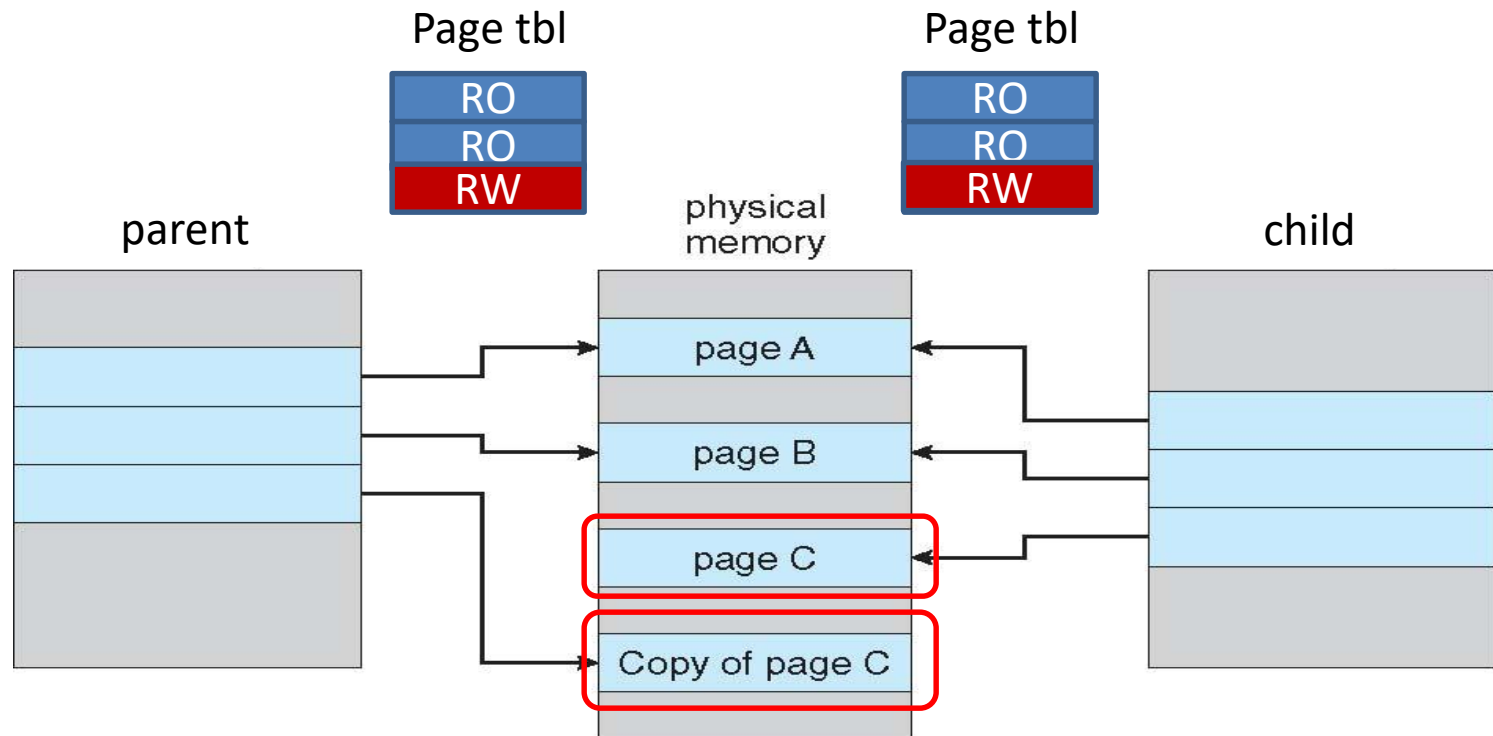 Page tbl
Page tbl
RO
RO
RW
RO
RO
RW
parent
physical
memory
child
page A
page B
page C
Copy of page C